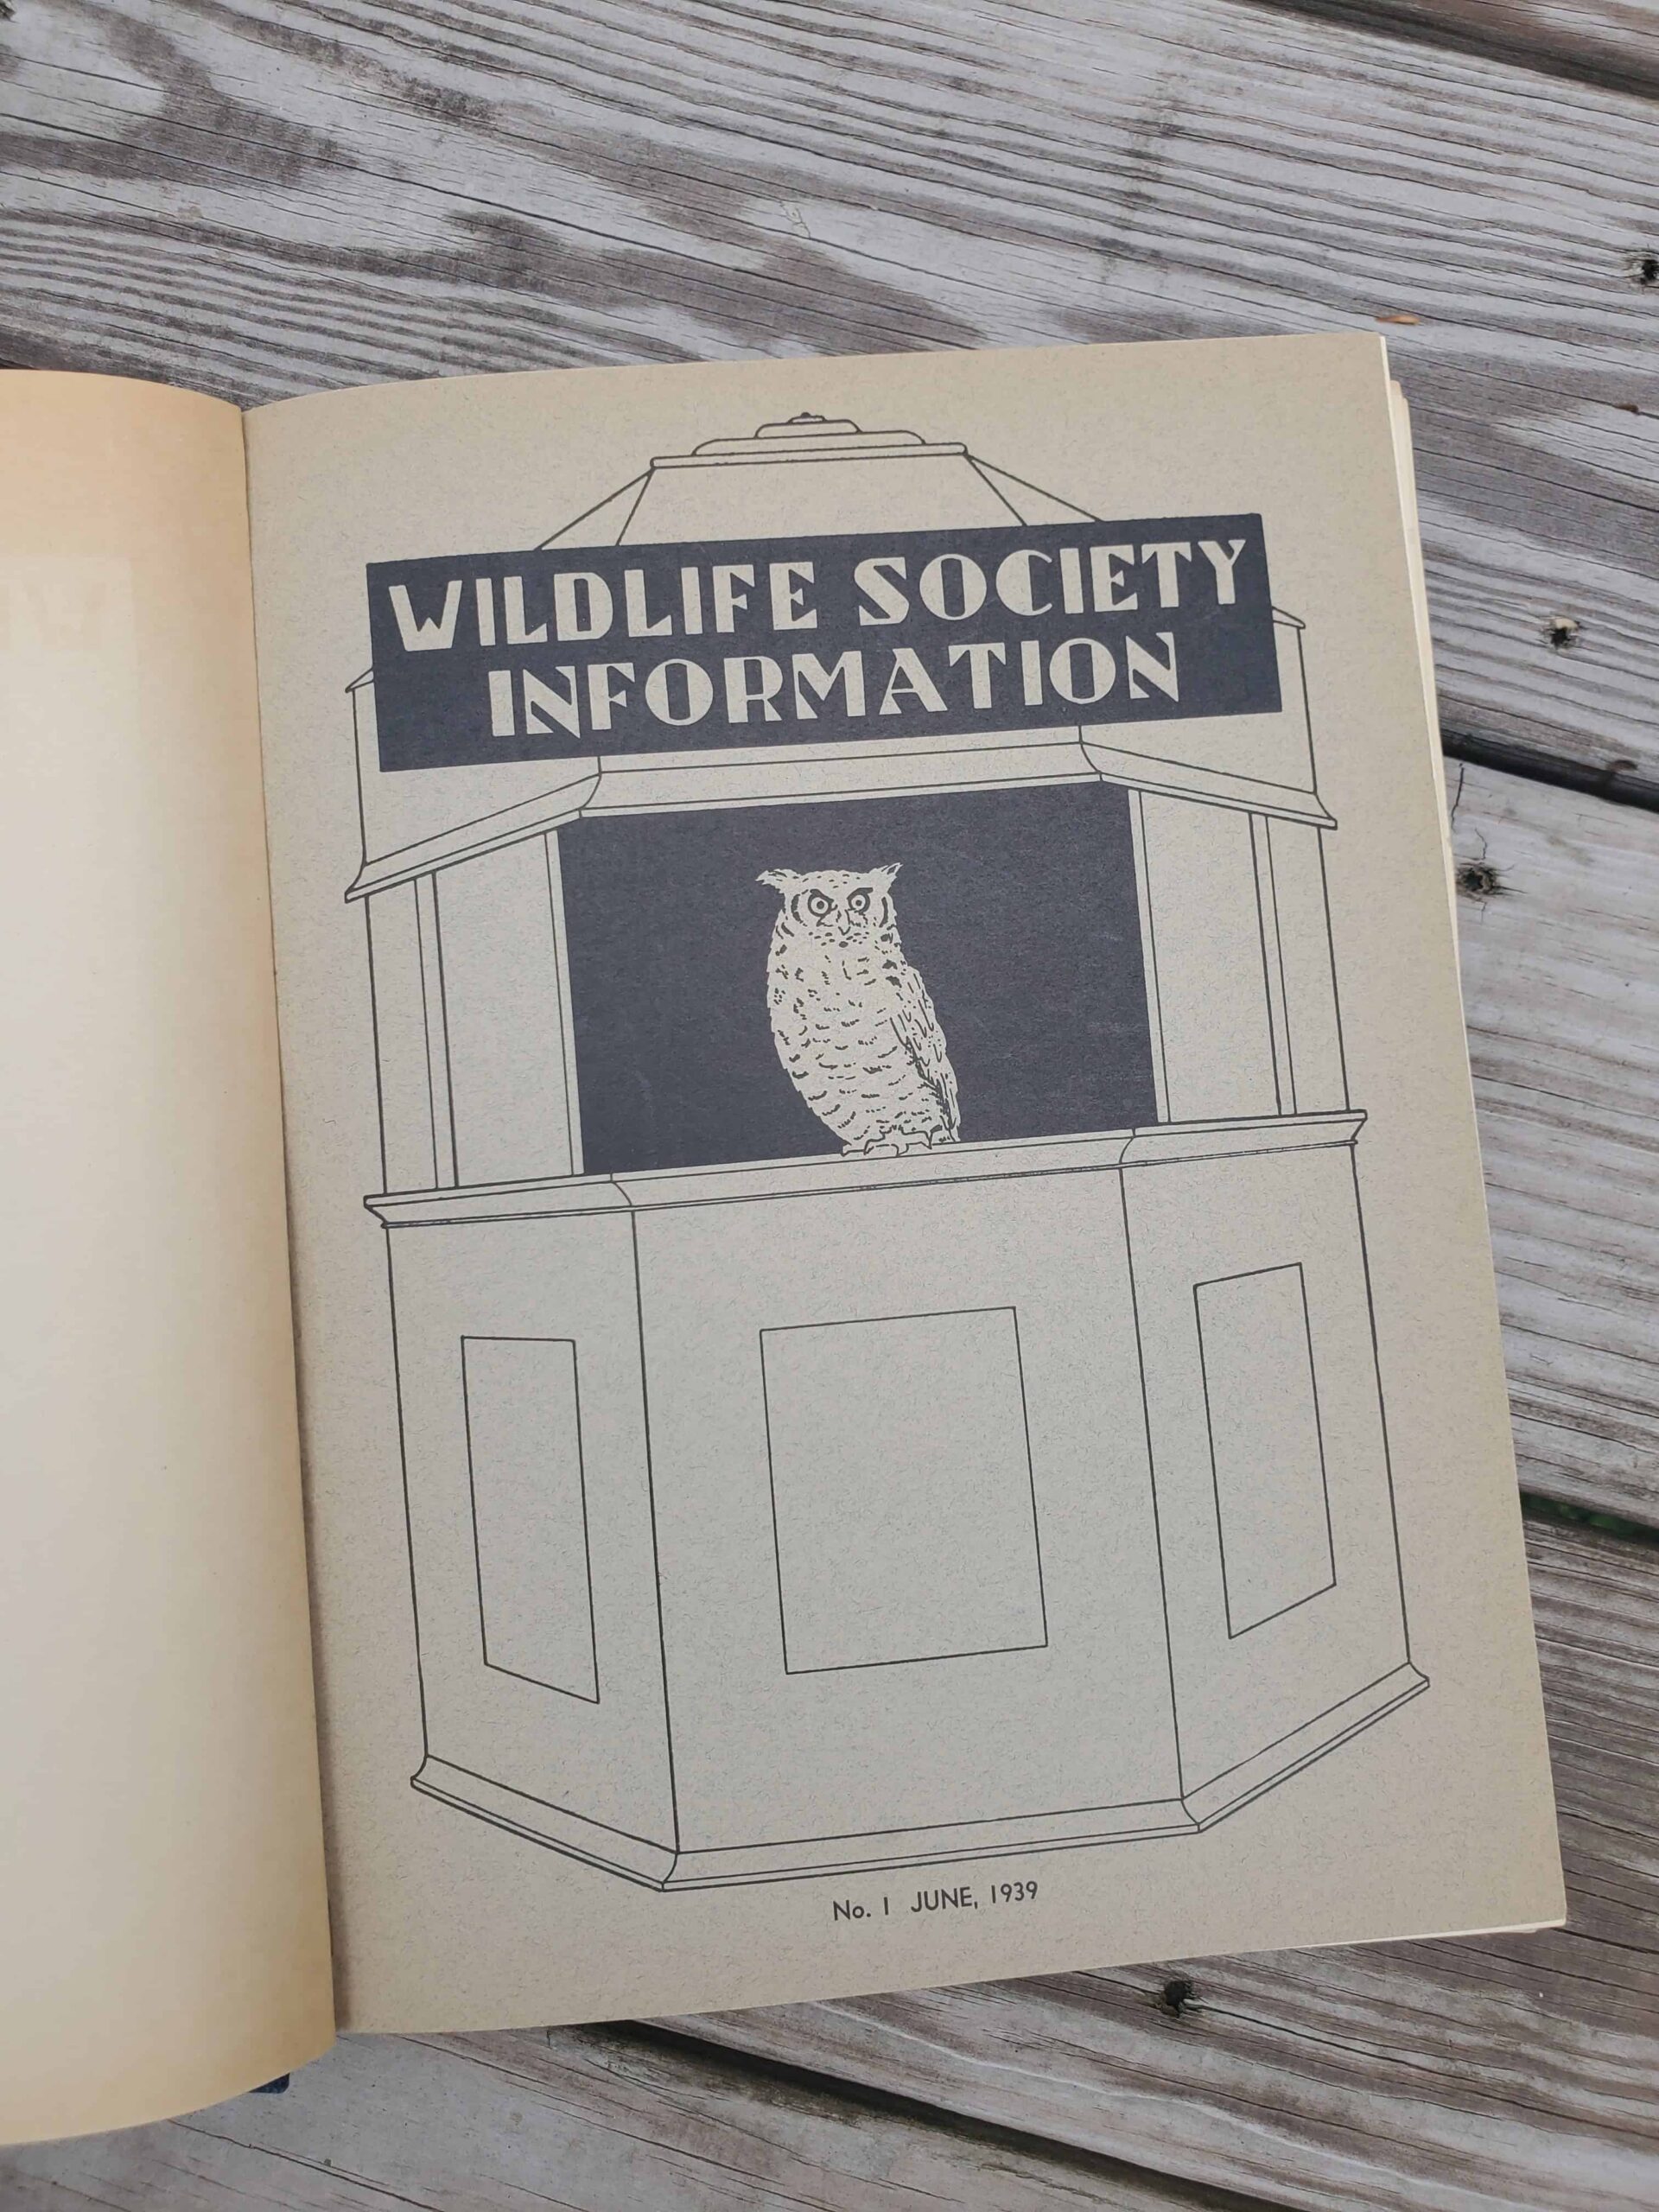 WILDLIFE SOCIETY
INFORMATION
No. 1 JUNE, 1939